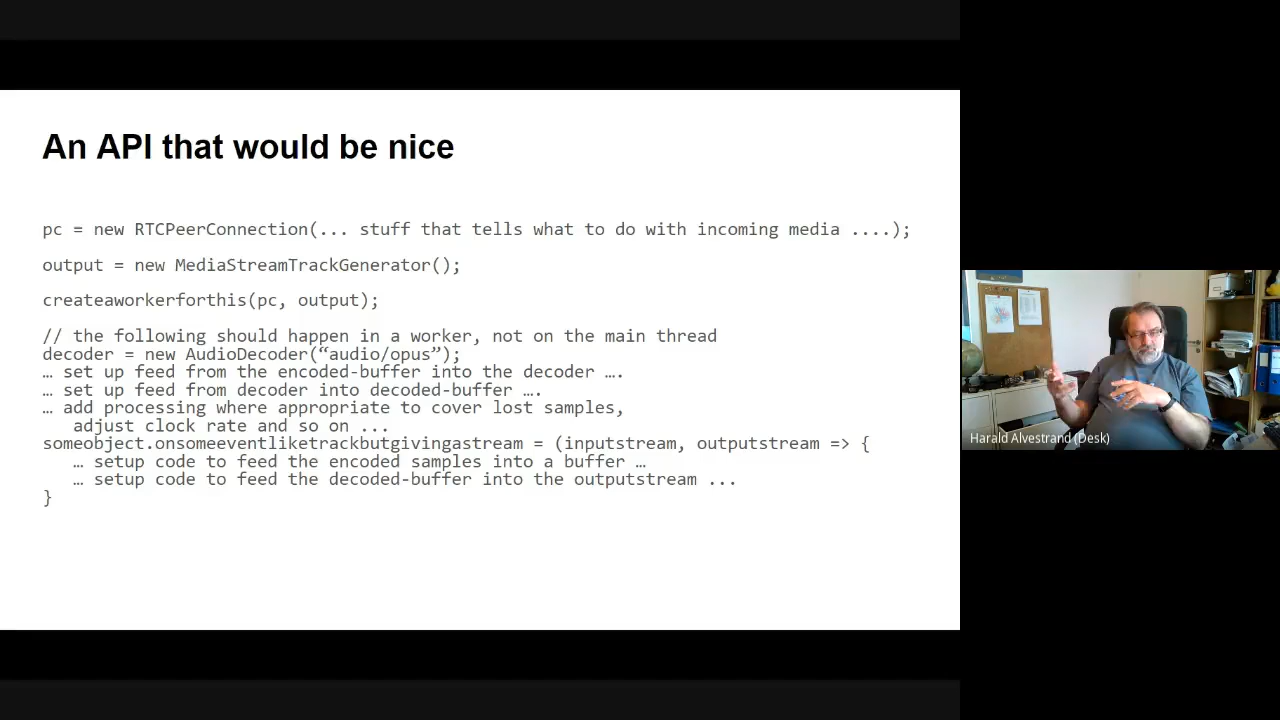 An API that would be nice
pc = new RTCPeerConnection(... stuff that tells what to do with incoming media ....);
output = new MediaStreamTrackGenerator();
createaworkerforthis(pc, output);
// the following should happen in a worker, not on the main thread
decoder = new AudioDecoder(“audio/opus”);
… set up feed from the encoded-buffer into the decoder ….
… set up feed from decoder into decoded-buffer ….
… add processing where appropriate to cover lost samples,
adjust clock rate and so on ...
someobject.onsomeeventliketrackbutgivingastream = (inputstream, outputstream => {
… setup code to feed the encoded samples into a buffer …
… setup code to feed the decoded-buffer into the outputstream ...
}
Harald Alvestrand (Desk)